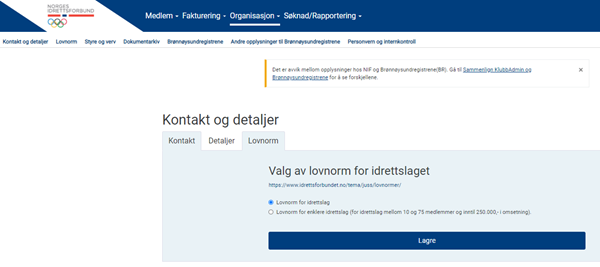 NORGES
IDRETTSFORBUND
Medlem Fakturering Organisasjon Søknad/Rapportering
Kontakt og detaljer Lovnorm Styre og verv Dokumentarkiv Brønnøysundregistrene Andre opplysninger til Brønnøysundregistrene Personvern og internkontroll
Det er avvik mellom opplysninger hos NIF og Brønnøysundregistrene(BR). Gå til Sammenlign KlubbAdmin og
Brønnøysundregistrene for å se forskjellene.
×
Kontakt og detaljer
Kontakt Detaljer Lovnorm
Valg av lovnorm for idrettslaget
https://www.idrettsforbundet.no/tema/juss/lovnormer/
Lovnorm for idrettslag
Lovnorm for enklere idrettslag (for idrettslag mellom 10 og 75 medlemmer og inntil 250.000,- i omsetning).
Lagre